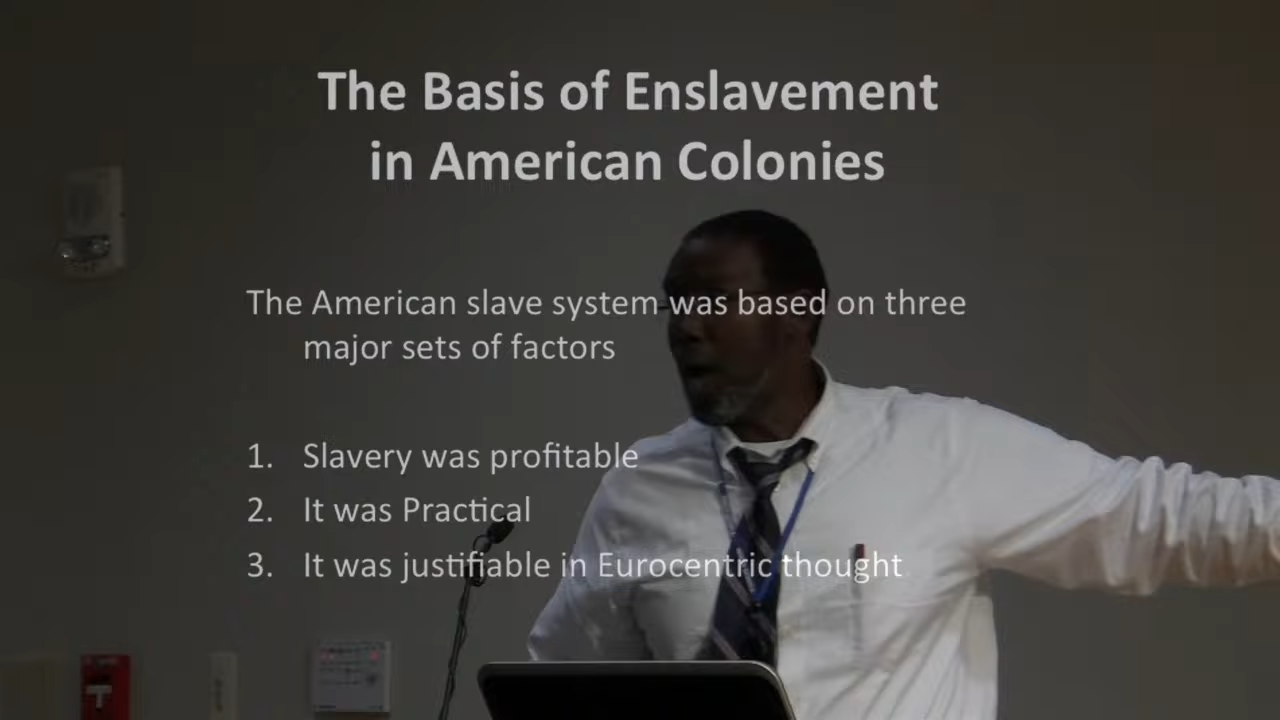 The Basis of Enslavement
in American Colonies
The American slave system was based on three
major sets of factors
1. Slavery was profitable
2. It was Practical
3. It was justifiable in Eurocentric thought